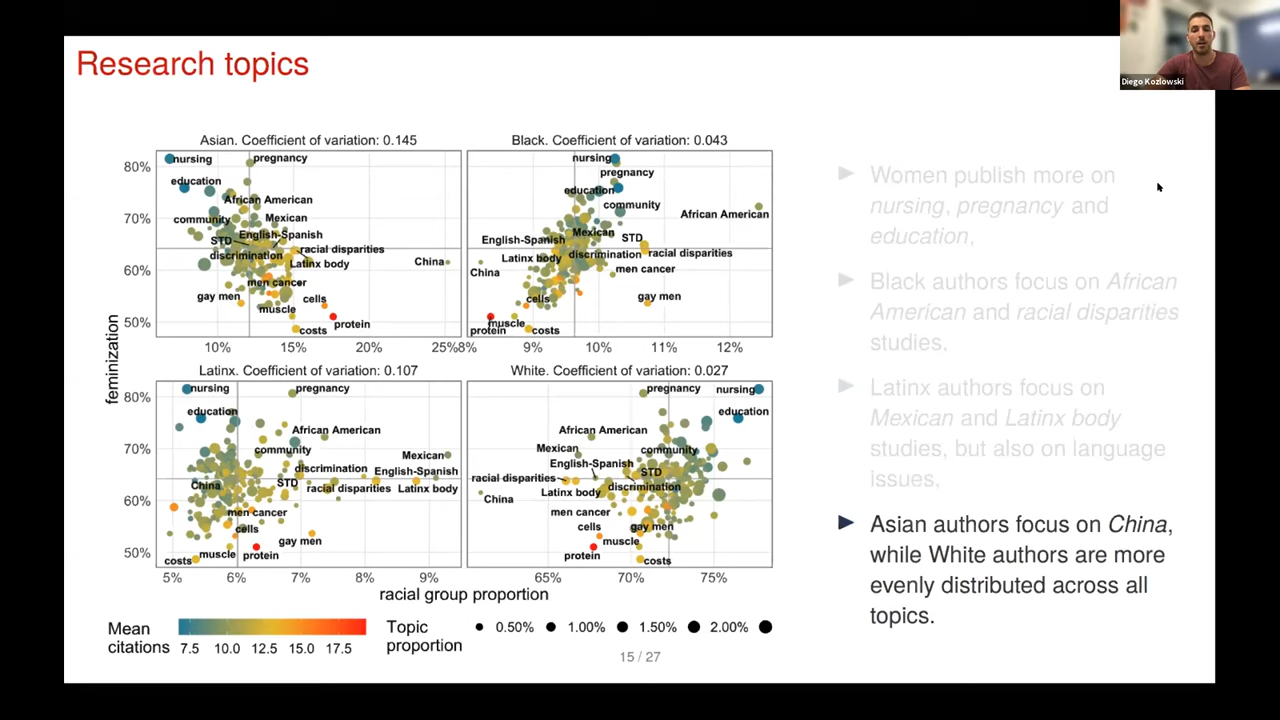 Research topics
Diego Kozlowski
Asian. Coefficient of variation: 0.145
nursing
pregnancy
education
African American
community
Mexican
STD
English-Spanish
racial disparities
discrimination
Latinx body
China
men cancer
gay men
cells
muscle
protein
costs
80%
70%
60%
50%
10%
15%
20%
25%
Black. Coefficient of variation: 0.043
nursing
pregnancy
education
community
African American
Mexican
STD
English-Spanish
discrimination
racial disparities
Latinx body
men cancer
China
cells
gay men
muscle
protein
costs
8%
9%
10%
11%
12%
feminization
Latinx. Coefficient of variation: 0.107
nursing
pregnancy
education
African American
community
Mexican
discrimination
English-Spanish
STD
China
racial disparities
Latinx body
men cancer
cells
gay men
muscle
protein
costs
80%
70%
60%
50%
5%
6%
7%
8%
9%
White. Coefficient of variation: 0.027
pregnancy
nursing
education
African American
Mexican
community
English-Spanish
STD
racial disparities
discrimination
Latinx body
China
men cancer
cells
gay men
muscle
protein
costs
65%
70%
75%
racial group proportion
Mean
citations
7.5 10.0 12.5 15.0 17.5
Topic
proportion
0.50% 1.00% 1.50% 2.00%
15 / 27
Women publish more on
nursing, pregnancy and
education,
Black authors focus on African
American and racial disparities
studies.
Latinx authors focus on
Mexican and Latinx body
studies, but also on language
issues,
Asian authors focus on China,
while White authors are more
evenly distributed across all
topics.